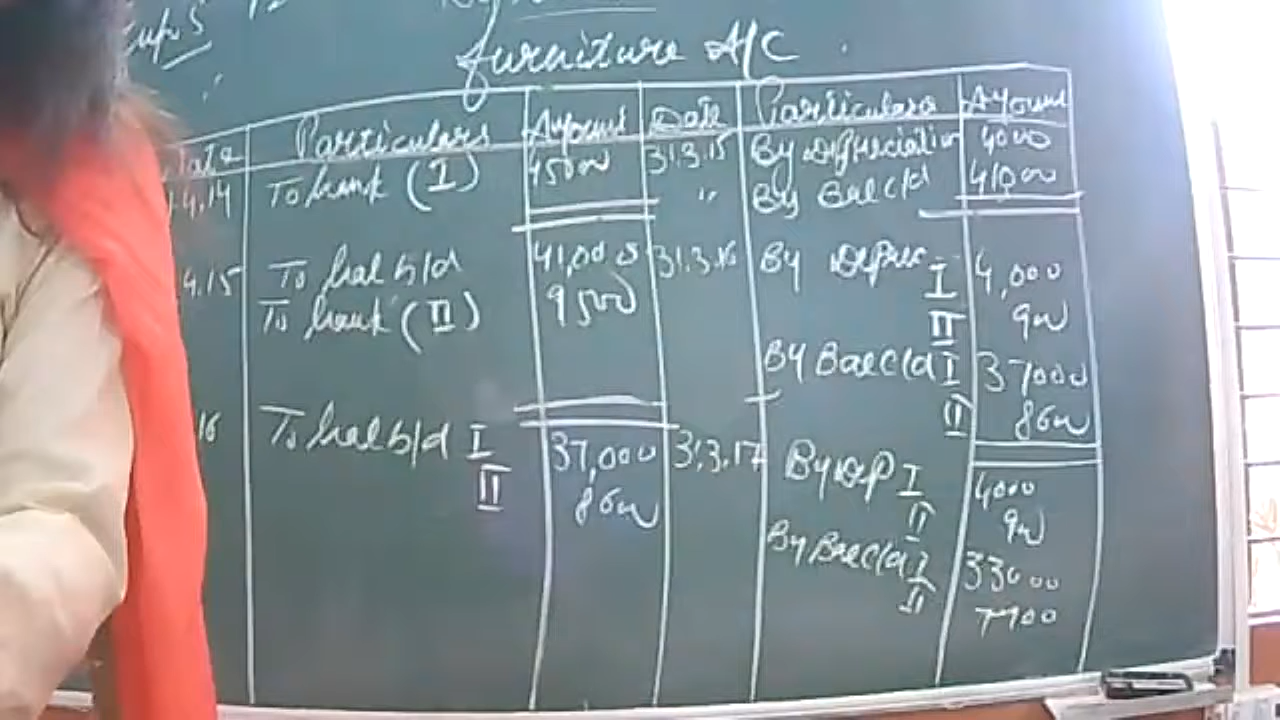 Furniture A/C
Date Particulars Amount Date Particulars Amount
1.4.14 To bank (I) 45000 31.3.15 By Depreciation 4000
" By Bal c/d 41000
4.15 To bal b/d 41,000 31.3.16 By Deprec I 4,000
To bank (II) 9500 II 900
By Bal c/d I 37000
II 8600
16 To bal b/d I 37,000 31.3.17 By Dep I 4000
II 8600 II 900
By Bal c/d I 33000
II 7700